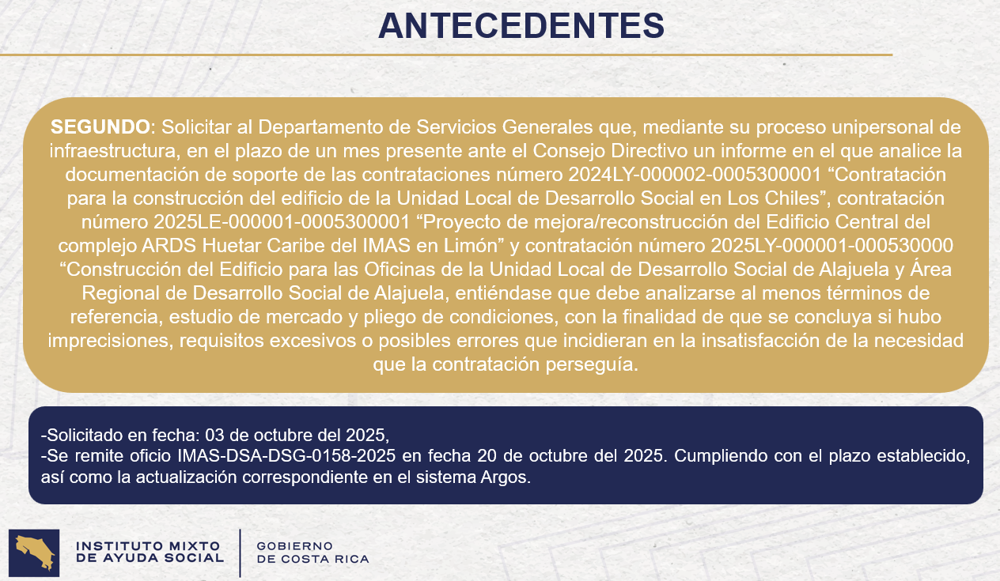 ANTECEDENTES
SEGUNDO: Solicitar al Departamento de Servicios Generales que, mediante su proceso unipersonal de
infraestructura, en el plazo de un mes presente ante el Consejo Directivo un informe en el que analice la
documentación de soporte de las contrataciones número 2024LY-000002-0005300001 “Contratación
para la construcción del edificio de la Unidad Local de Desarrollo Social en Los Chiles”, contratación
número 2025LE-000001-0005300001 “Proyecto de mejora/reconstrucción del Edificio Central del
complejo ARDS Huetar Caribe del IMAS en Limón” y contratación número 2025LY-000001-000530000
“Construcción del Edificio para las Oficinas de la Unidad Local de Desarrollo Social de Alajuela y Área
Regional de Desarrollo Social de Alajuela, entiéndase que debe analizarse al menos términos de
referencia, estudio de mercado y pliego de condiciones, con la finalidad de que se concluya si hubo
imprecisiones, requisitos excesivos o posibles errores que incidieran en la insatisfacción de la necesidad
que la contratación perseguía.
-Solicitado en fecha: 03 de octubre del 2025,
-Se remite oficio IMAS-DSA-DSG-0158-2025 en fecha 20 de octubre del 2025. Cumpliendo con el plazo establecido,
así como la actualización correspondiente en el sistema Argos.
INSTITUTO MIXTO
DE AYUDA SOCIAL
GOBIERNO
DE COSTA RICA